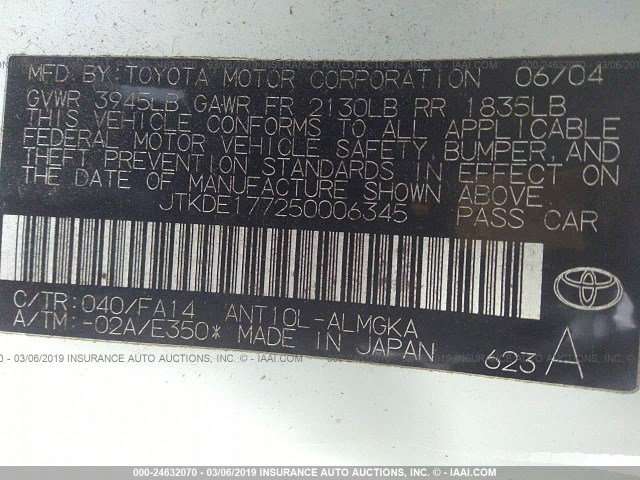 MFD.BY:TOYOTA MOTOR CORPORATION 06/04
GVWR 3945LB GAWR FR 2130LB RR 1835LB
THIS VEHICLE CONFORMS TO ALL APPLICABLE
FEDERAL MOTOR VEHICLE SAFETY, BUMPER, AND
THEFT PREVENTION STANDARDS IN EFFECT ON
THE DATE OF MANUFACTURE SHOWN ABOVE.
JTKDE177250006345 PASS CAR
C/TR:040/FA14 ANT10L-ALMGKA
A/TM:-02A/E350* MADE IN JAPAN
623 A
000-24632070 - 03/06/2019 INSURANCE AUTO AUCTIONS (C) - IAAI.COM
000-24632070 - 03/06/2019 INSURANCE AUTO AUCTIONS, INC. (C) - IAAI.COM